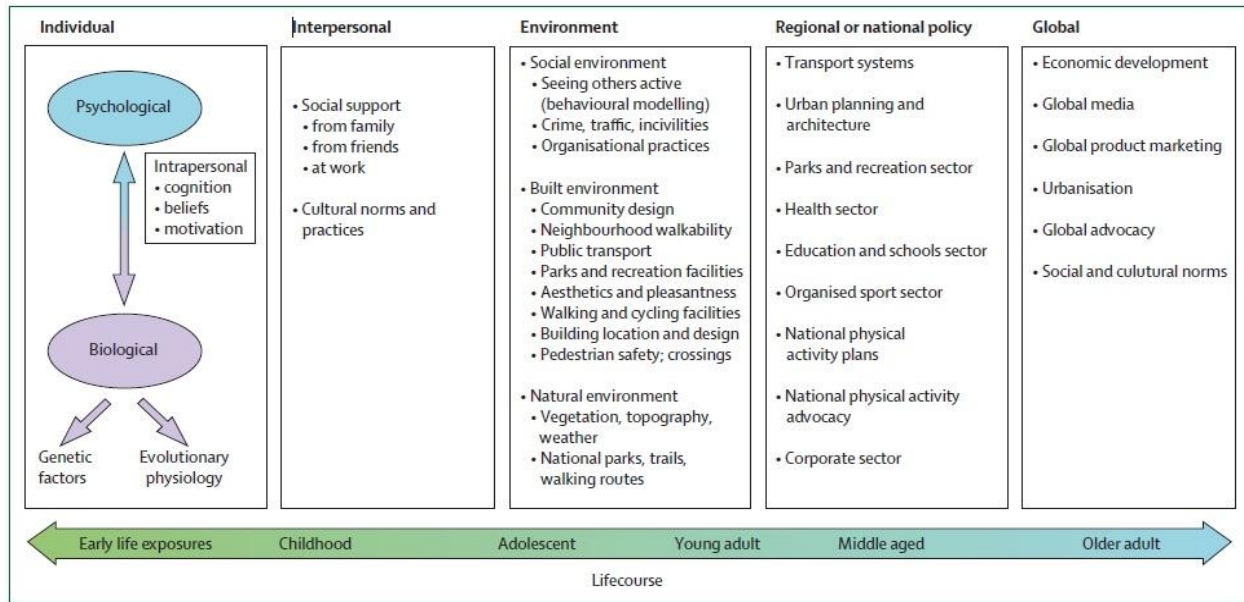 Individual
Psychological
Intrapersonal
• cognition
• beliefs
• motivation
Biological
Genetic
factors
Evolutionary
physiology
Interpersonal
• Social support
• from family
• from friends
• at work
• Cultural norms and
practices
Environment
• Social environment
• Seeing others active
(behavioural modelling)
• Crime, traffic, incivilities
• Organisational practices
• Built environment
• Community design
• Neighbourhood walkability
• Public transport
• Parks and recreation facilities
• Aesthetics and pleasantness
• Walking and cycling facilities
• Building location and design
• Pedestrian safety; crossings
• Natural environment
• Vegetation, topography,
weather
• National parks, trails,
walking routes
Regional or national policy
• Transport systems
• Urban planning and
architecture
• Parks and recreation sector
• Health sector
• Education and schools sector
• Organised sport sector
• National physical
activity plans
• National physical activity
advocacy
• Corporate sector
Global
• Economic development
• Global media
• Global product marketing
• Urbanisation
• Global advocacy
• Social and culutural norms
Early life exposures
Childhood
Adolescent
Young adult
Middle aged
Older adult
Lifecourse